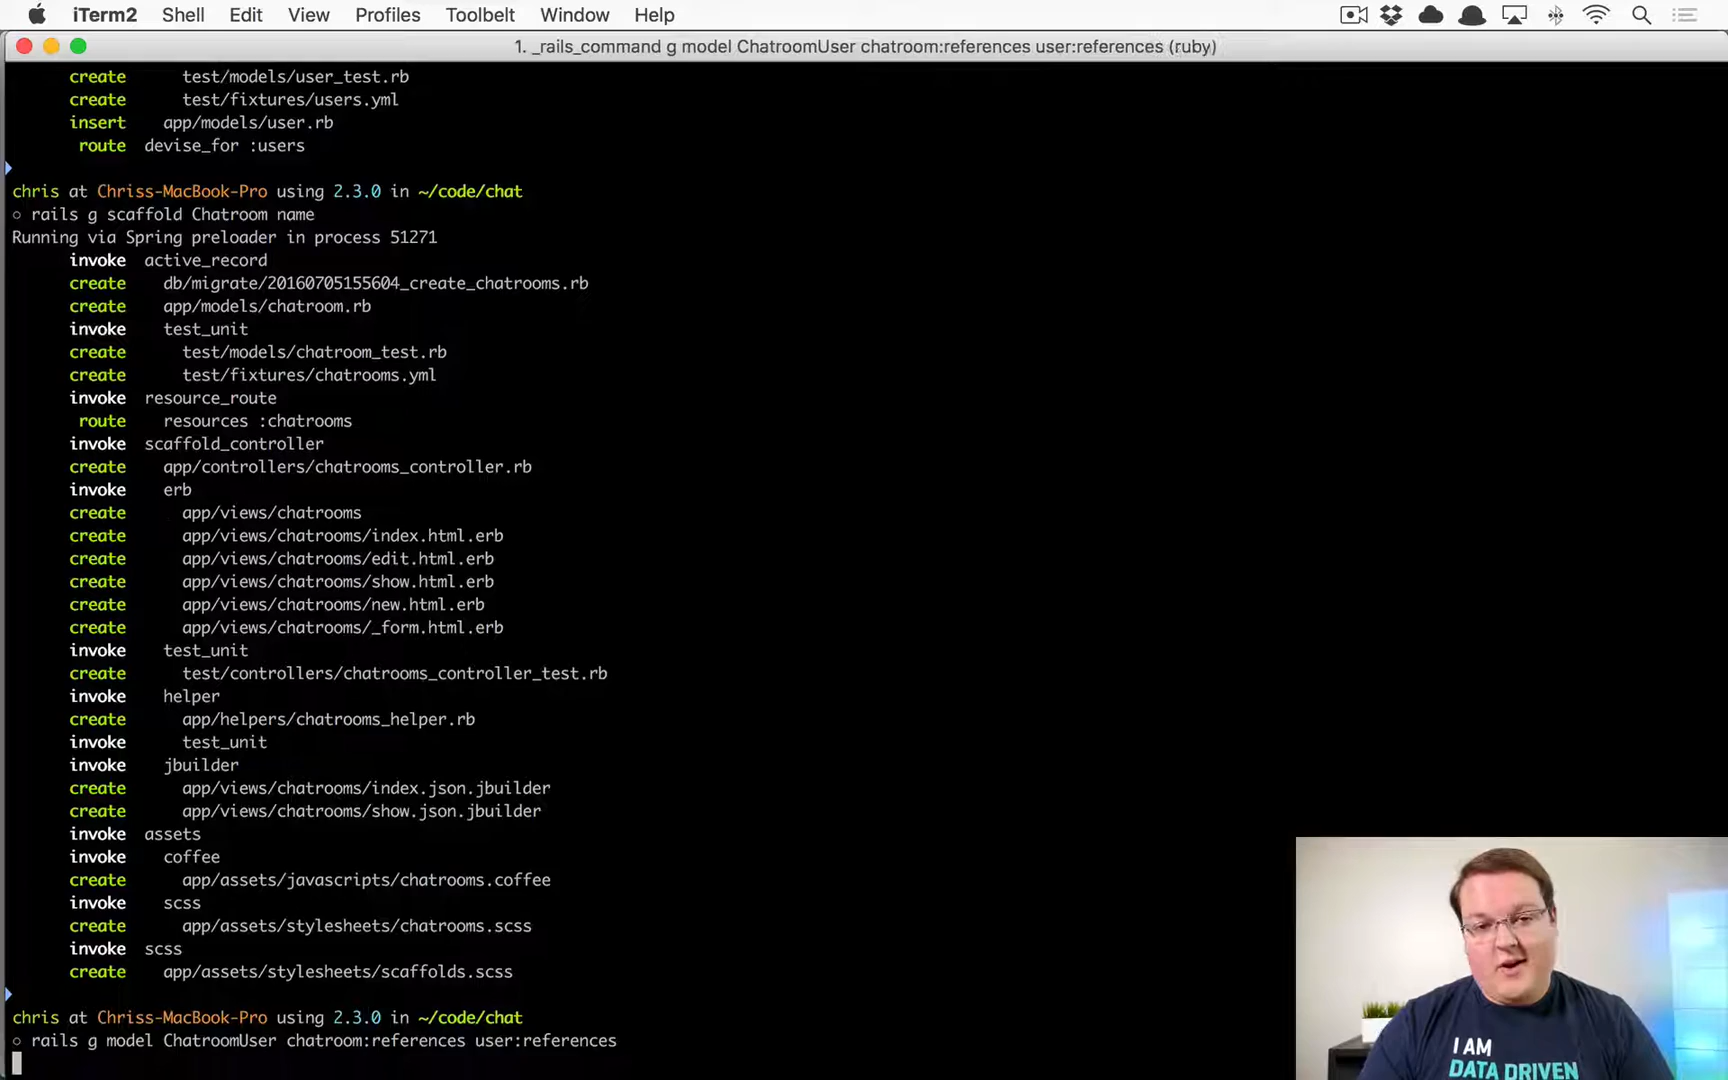 iTerm2 Shell Edit View Profiles Toolbelt Window Help
1. _rails_command g model ChatroomUser chatroom:references user:references (ruby)
create test/models/user_test.rb
create test/fixtures/users.yml
insert app/models/user.rb
route devise_for :users
chris at Chriss-MacBook-Pro using 2.3.0 in ~/code/chat
○ rails g scaffold Chatroom name
Running via Spring preloader in process 51271
invoke active_record
create db/migrate/20160705155604_create_chatrooms.rb
create app/models/chatroom.rb
invoke test_unit
create test/models/chatroom_test.rb
create test/fixtures/chatrooms.yml
invoke resource_route
route resources :chatrooms
invoke scaffold_controller
create app/controllers/chatrooms_controller.rb
invoke erb
create app/views/chatrooms
create app/views/chatrooms/index.html.erb
create app/views/chatrooms/edit.html.erb
create app/views/chatrooms/show.html.erb
create app/views/chatrooms/new.html.erb
create app/views/chatrooms/_form.html.erb
invoke test_unit
create test/controllers/chatrooms_controller_test.rb
invoke helper
create app/helpers/chatrooms_helper.rb
invoke test_unit
invoke jbuilder
create app/views/chatrooms/index.json.jbuilder
create app/views/chatrooms/show.json.jbuilder
invoke assets
invoke coffee
create app/assets/javascripts/chatrooms.coffee
invoke scss
create app/assets/stylesheets/chatrooms.scss
invoke scss
create app/assets/stylesheets/scaffolds.scss
chris at Chriss-MacBook-Pro using 2.3.0 in ~/code/chat
○ rails g model ChatroomUser chatroom:references user:references
I AM
DATA DRIVEN